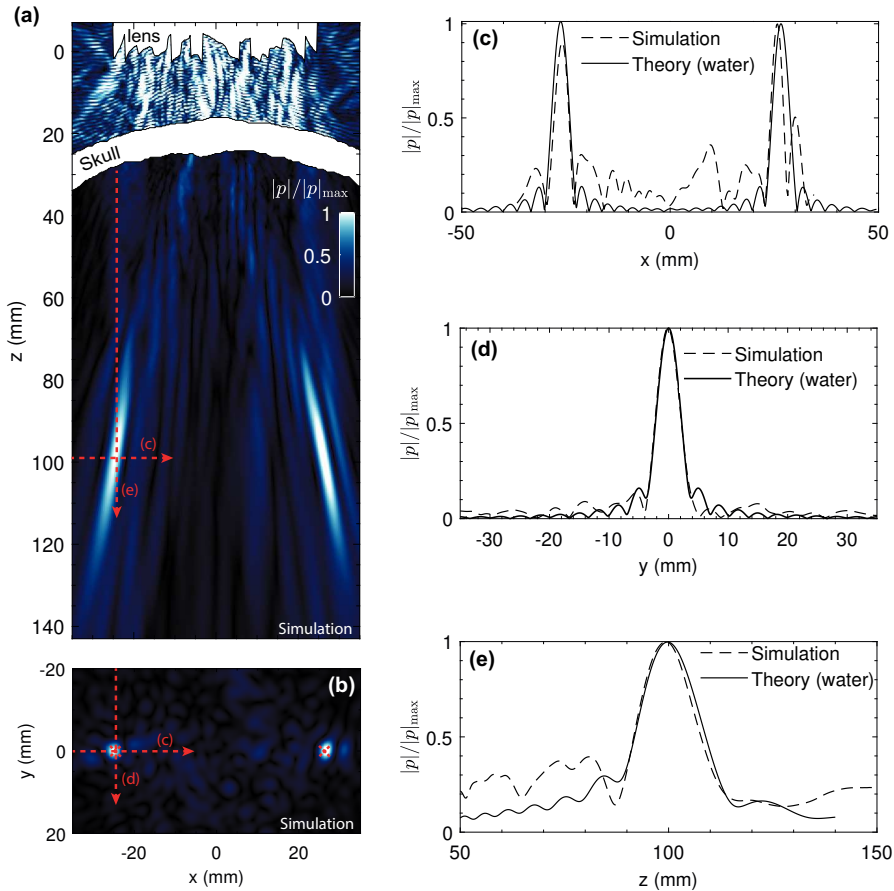 (a)
lens
Skull
|p|/|p|max
1
0.5
0
(c)
(e)
Simulation
0
20
40
60
80
100
120
140
z (mm)
-20
0
20
y (mm)
(b)
(c)
(d)
Simulation
-20
0
20
x (mm)
(c)
Simulation
Theory (water)
1
0.5
0
|p|/|p|max
-50
0
50
x (mm)
(d)
Simulation
Theory (water)
1
0.5
0
|p|/|p|max
-30
-20
-10
0
10
20
30
y (mm)
(e)
Simulation
Theory (water)
1
0.5
0
|p|/|p|max
50
100
150
z (mm)